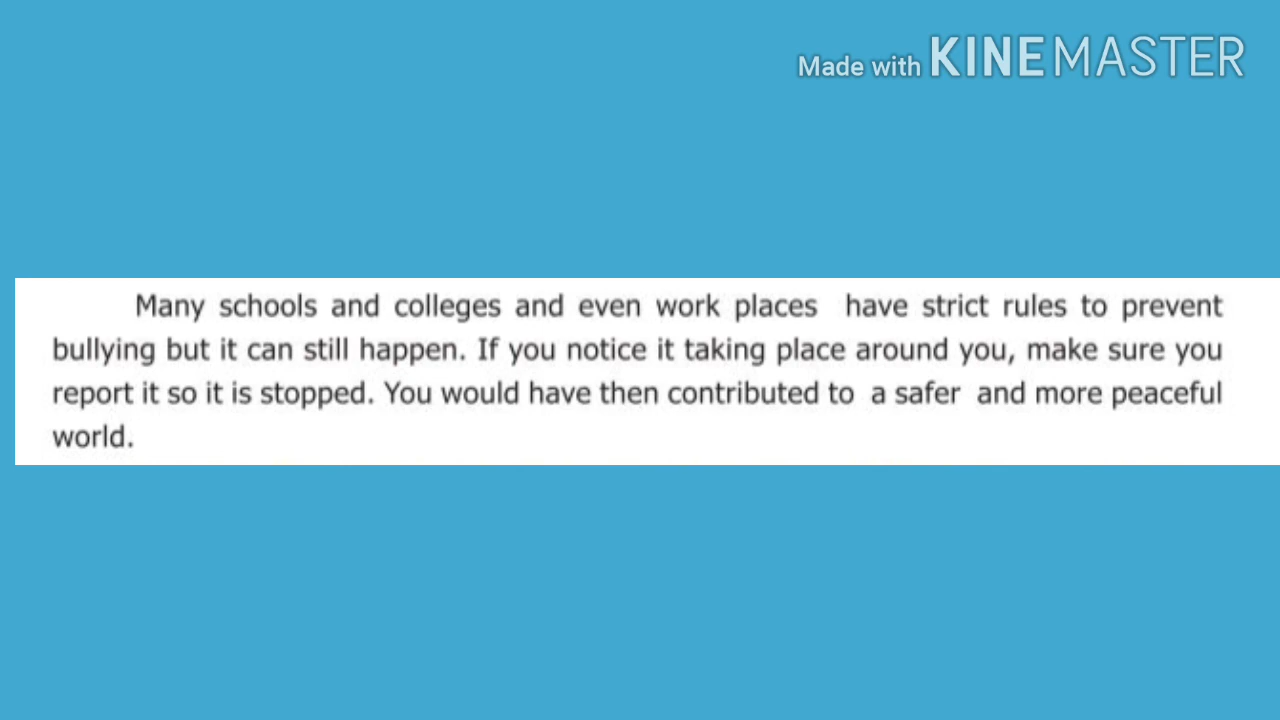 Made with KINEMASTER
Many schools and colleges and even work places have strict rules to prevent
bullying but it can still happen. If you notice it taking place around you, make sure you
report it so it is stopped. You would have then contributed to a safer and more peaceful
world.